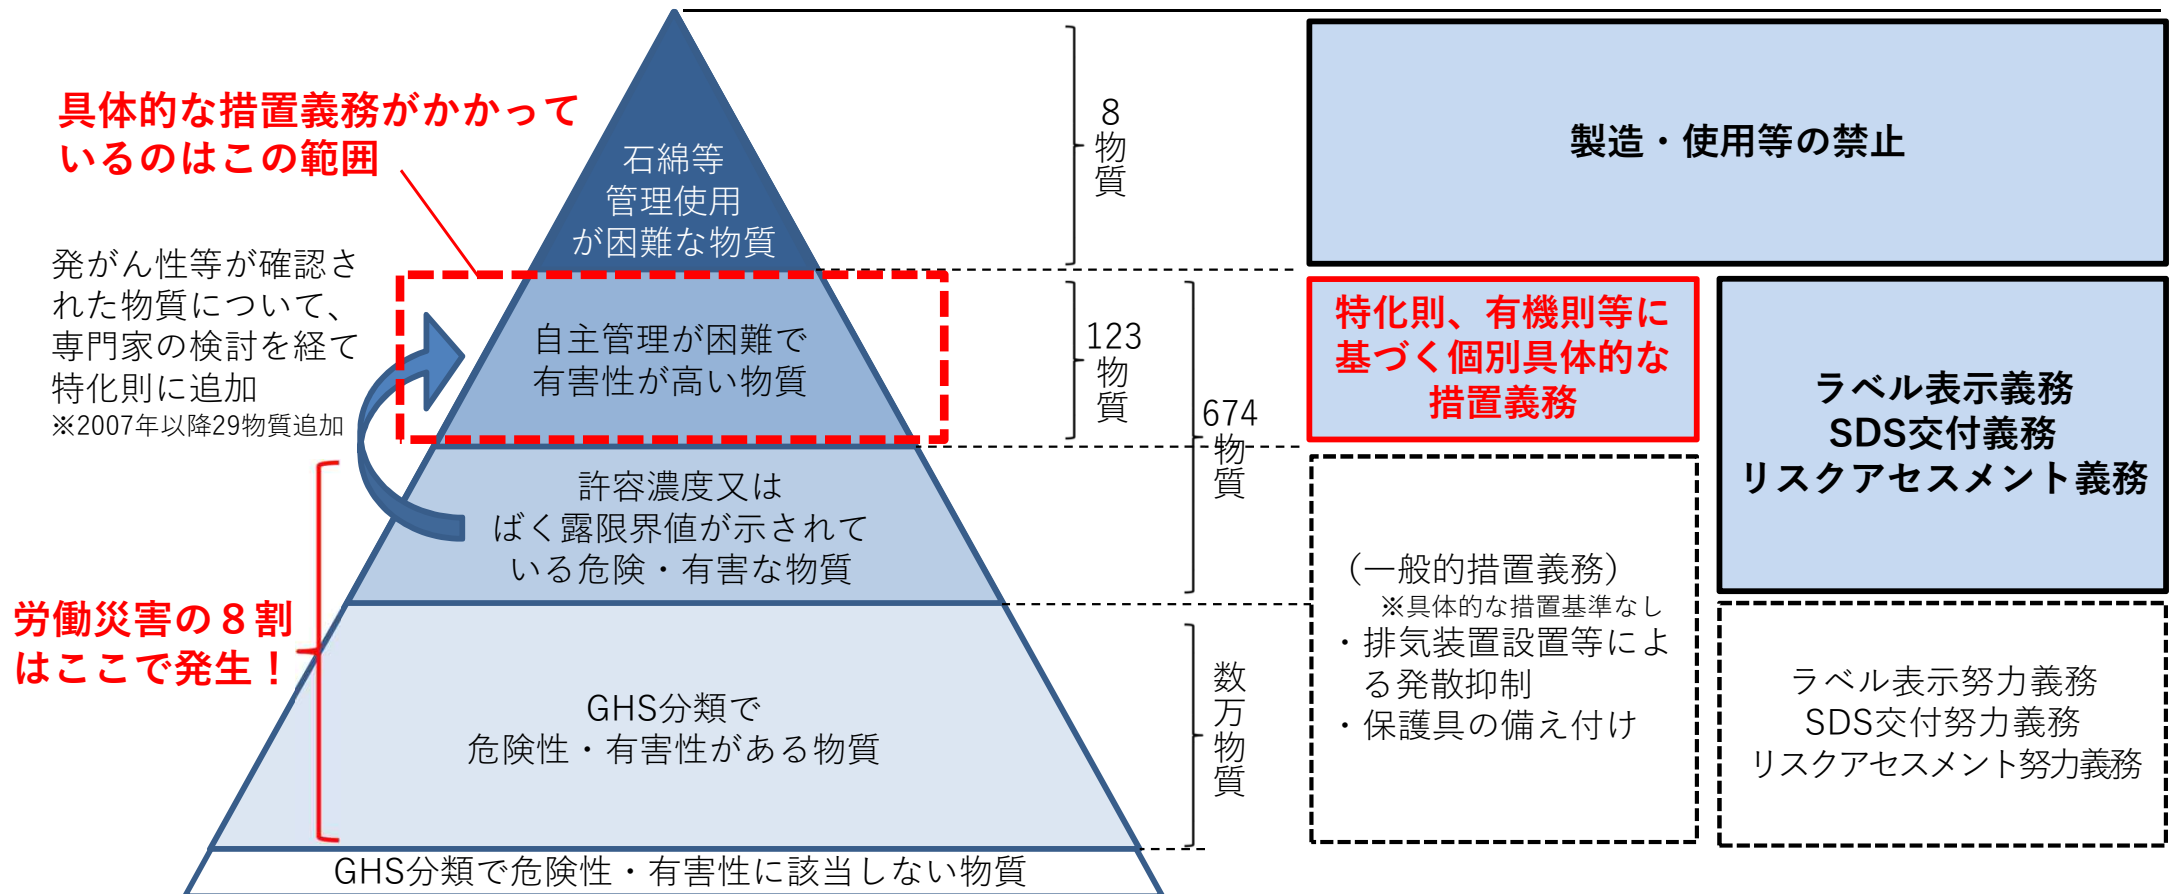 具体的な措置義務がかかって
いるのはこの範囲
発がん性等が確認さ
れた物質について、
専門家の検討を経て
特化則に追加
※2007年以降29物質追加
労働災害の８割
はここで発生！
石綿等
管理使用
が困難な物質
自主管理が困難で
有害性が高い物質
許容濃度又は
ばく露限界値が示されて
いる危険・有害な物質
GHS分類で
危険性・有害性がある物質
GHS分類で危険性・有害性に該当しない物質
8物質
123物質
674物質
数万物質
製造・使用等の禁止
特化則、有機則等に
基づく個別具体的な
措置義務
ラベル表示義務
SDS交付義務
リスクアセスメント義務
（一般的措置義務）
※具体的な措置基準なし
・排気装置設置等によ
る発散抑制
・保護具の備え付け
ラベル表示努力義務
SDS交付努力義務
リスクアセスメント努力義務